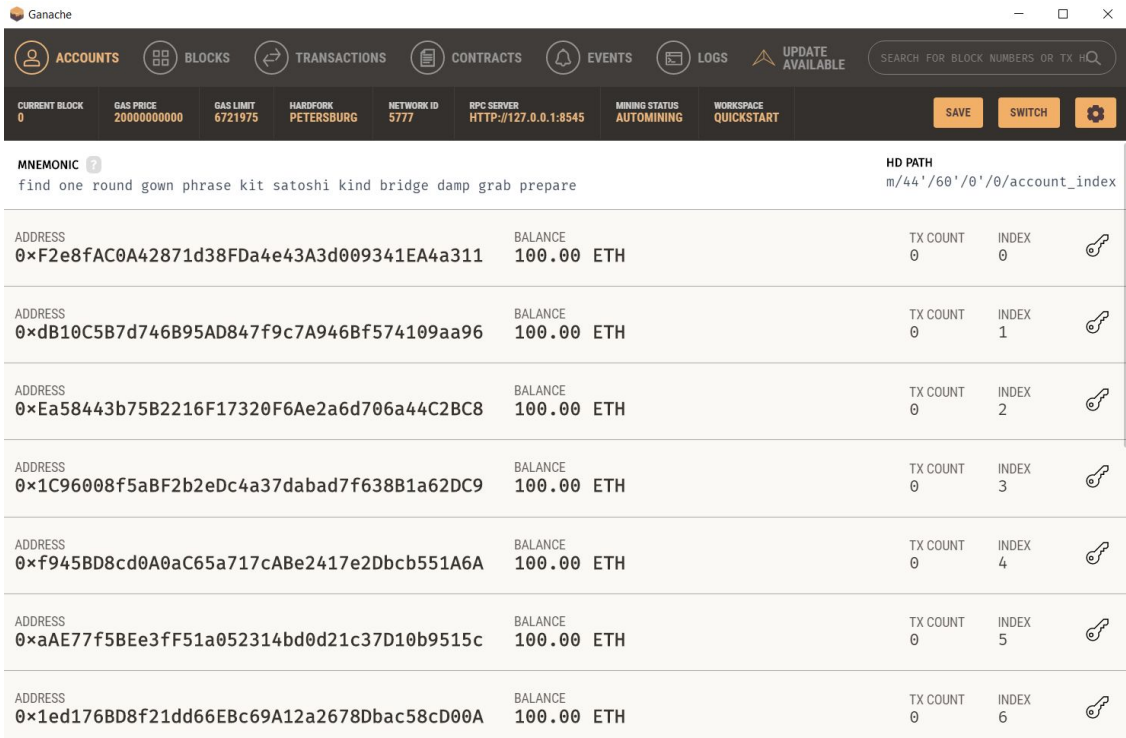 Ganache
ACCOUNTS BLOCKS TRANSACTIONS CONTRACTS EVENTS LOGS UPDATE AVAILABLE SEARCH FOR BLOCK NUMBERS OR TX
CURRENT BLOCK GAS PRICE GAS LIMIT HARDFORK NETWORK ID RPC SERVER MINING STATUS WORKSPACE
0 20000000000 6721975 PETERSBURG 5777 HTTP://127.0.0.1:8545 AUTOMINING QUICKSTART SAVE SWITCH
MNEMONIC ? HD PATH
find one round gown phrase kit satoshi kind bridge damp grab prepare m/44'/60'/0'/0/account_index
ADDRESS BALANCE TX COUNT INDEX
0×F2e8fAC0A42871d38FDa4e43A3d009341EA4a311 100.00 ETH 0 0
ADDRESS BALANCE TX COUNT INDEX
0×dB10C5B7d746B95AD847f9c7A946Bf574109aa96 100.00 ETH 0 1
ADDRESS BALANCE TX COUNT INDEX
0×Ea58443b75B2216F17320F6Ae2a6d706a44C2BC8 100.00 ETH 0 2
ADDRESS BALANCE TX COUNT INDEX
0×1C96008f5aBF2b2eDc4a37dabad7f638B1a62DC9 100.00 ETH 0 3
ADDRESS BALANCE TX COUNT INDEX
0×f945BD8cd0A0aC65a717cABe2417e2Dbcb551A6A 100.00 ETH 0 4
ADDRESS BALANCE TX COUNT INDEX
0×aAE77f5BEe3fF51a052314bd0d21c37D10b9515c 100.00 ETH 0 5
ADDRESS BALANCE TX COUNT INDEX
0×1ed176BD8f21dd66EBc69A12a2678Dbac58cD00A 100.00 ETH 0 6